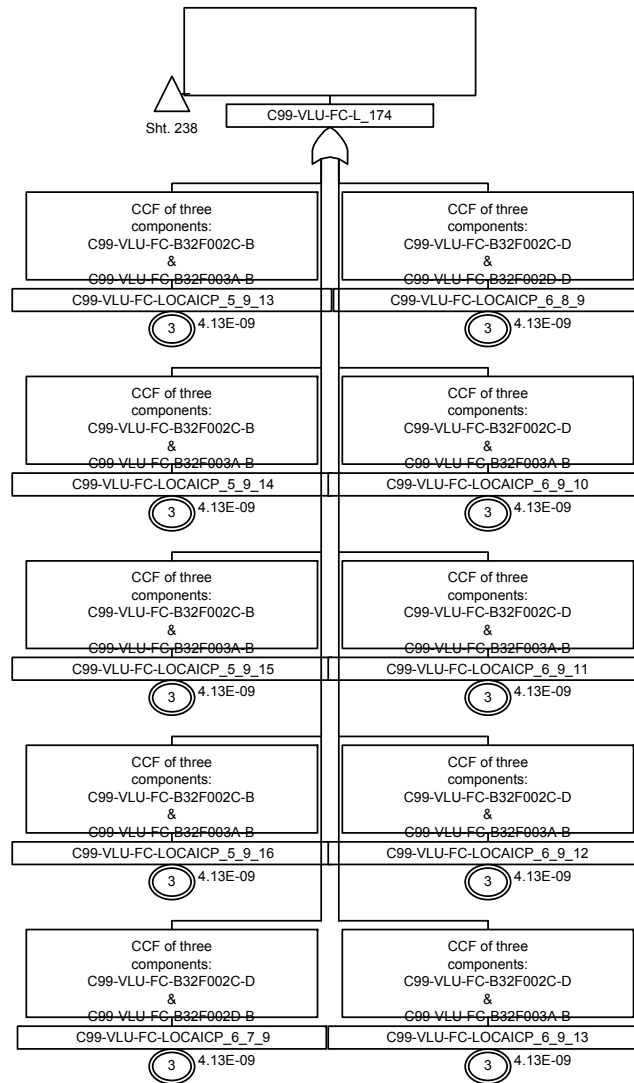 C99-VLU-FC-L_174
Sht. 238
CCF of three
components:
C99-VLU-FC-B32F002C-B
&
C99-VLU-FC-B32F003A-B
C99-VLU-FC-LOCAICP_5_9_13
3
4.13E-09
CCF of three
components:
C99-VLU-FC-B32F002C-D
&
C99-VLU-FC-B32F002D-D
C99-VLU-FC-LOCAICP_6_8_9
3
4.13E-09
CCF of three
components:
C99-VLU-FC-B32F002C-B
&
C99-VLU-FC-B32F003A-B
C99-VLU-FC-LOCAICP_5_9_14
3
4.13E-09
CCF of three
components:
C99-VLU-FC-B32F002C-D
&
C99-VLU-FC-B32F003A-B
C99-VLU-FC-LOCAICP_6_9_10
3
4.13E-09
CCF of three
components:
C99-VLU-FC-B32F002C-B
&
C99-VLU-FC-B32F003A-B
C99-VLU-FC-LOCAICP_5_9_15
3
4.13E-09
CCF of three
components:
C99-VLU-FC-B32F002C-D
&
C99-VLU-FC-B32F003A-B
C99-VLU-FC-LOCAICP_6_9_11
3
4.13E-09
CCF of three
components:
C99-VLU-FC-B32F002C-B
&
C99-VLU-FC-B32F003A-B
C99-VLU-FC-LOCAICP_5_9_16
3
4.13E-09
CCF of three
components:
C99-VLU-FC-B32F002C-D
&
C99-VLU-FC-B32F003A-B
C99-VLU-FC-LOCAICP_6_9_12
3
4.13E-09
CCF of three
components:
C99-VLU-FC-B32F002C-D
&
C99-VLU-FC-B32F002D-B
C99-VLU-FC-LOCAICP_6_7_9
3
4.13E-09
CCF of three
components:
C99-VLU-FC-B32F002C-D
&
C99-VLU-FC-B32F003A-B
C99-VLU-FC-LOCAICP_6_9_13
3
4.13E-09